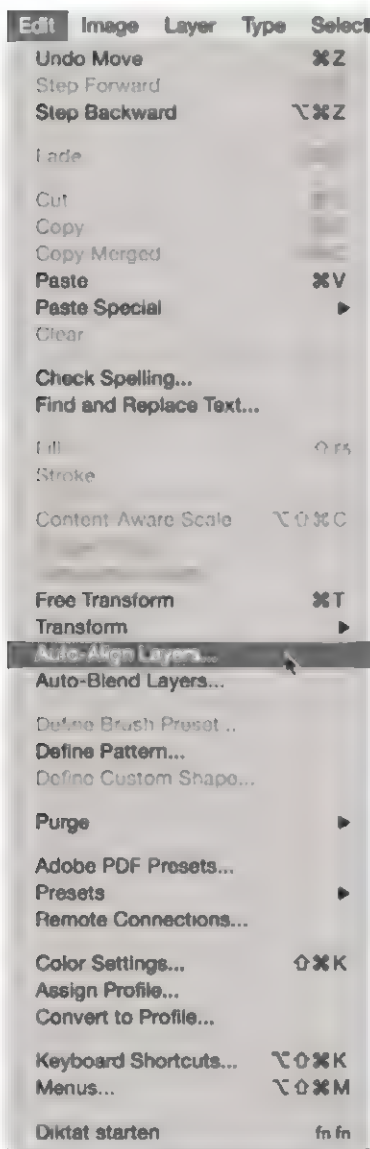 Edit Image Layer Type Select
Undo Move ⌘Z
Step Forward
Step Backward ⌥⌘Z
Fade
Cut
Copy
Copy Merged
Paste ⌘V
Paste Special ▶
Clear
Check Spelling...
Find and Replace Text...
Fill
Stroke
Content-Aware Scale ⌥⇧⌘C
Free Transform ⌘T
Transform ▶
Auto-Align Layers...
Auto-Blend Layers...
Define Brush Preset...
Define Pattern...
Define Custom Shape...
Purge ▶
Adobe PDF Presets...
Presets ▶
Remote Connections...
Color Settings... ⇧⌘K
Assign Profile...
Convert to Profile...
Keyboard Shortcuts... ⌥⇧⌘K
Menus... ⌥⇧⌘M
Diktat starten fn fn